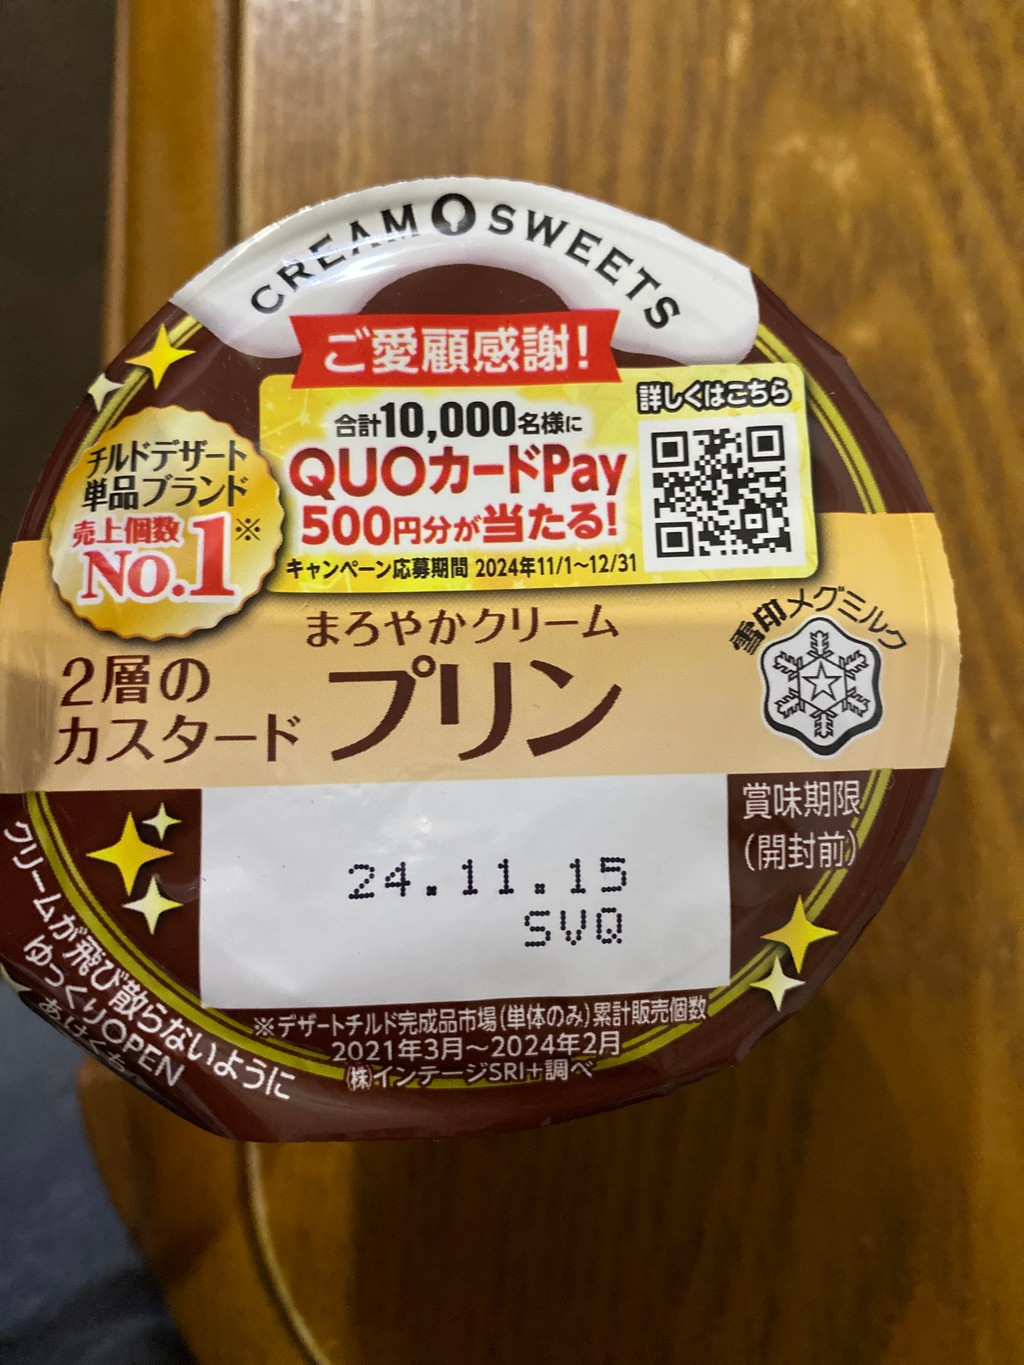 CREAM SWEETS
ご愛顧感謝!
合計10,000名様に
QUOカードPay
500円分が当たる!
キャンペーン応募期間 2024年11/1~12/31
詳しくはこちら
チルドデザート
単品ブランド
売上個数
No.1※
まろやかクリーム
2層の
カスタード
プリン
雪印メグミルク
賞味期限
(開封前)
24.11.15
SVQ
※デザートチルド完成品市場(単体のみ)累計販売個数
2021年3月~2024年2月
㈱インテージSRI+調べ
クリームが飛び散らないように
ゆっくりOPEN
あけくち